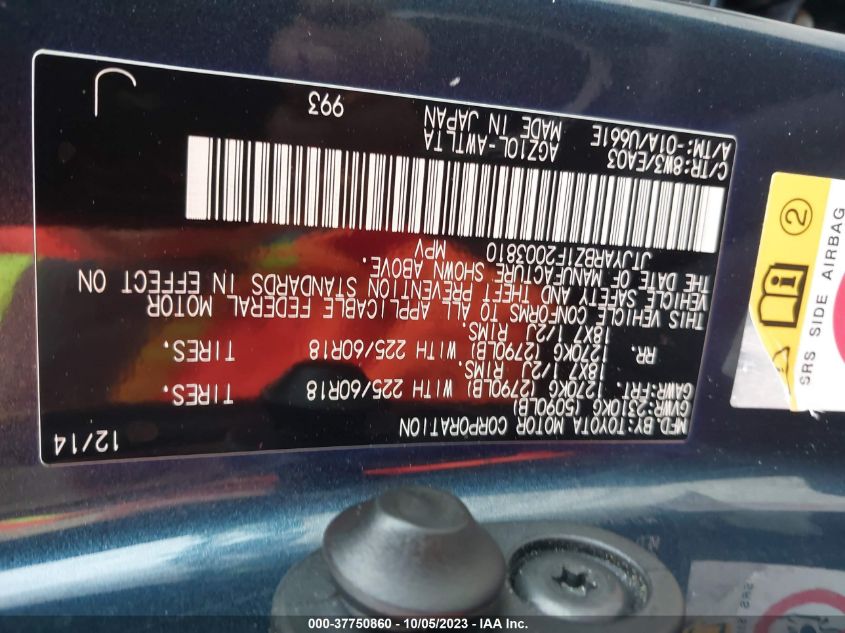 MFD. BY: TOYOTA MOTOR CORPORATION 12/14
GVWR: 2310KG (5090LB)
GAWR: FRT. 1270KG (2790LB) WITH 225/60R18 TIRES.
18X7 1/2J RIMS.
RR. 1270KG (2790LB) WITH 225/60R18 TIRES.
18X7 1/2J RIMS.
THIS VEHICLE CONFORMS TO ALL APPLICABLE FEDERAL MOTOR
VEHICLE SAFETY AND THEFT PREVENTION STANDARDS IN EFFECT ON
THE DATE OF MANUFACTURE SHOWN ABOVE.
JTJYARBZ1F2003810 MPV
C/TR: 8W3/EA03 AGZ10L-AWTLTA
A/TM: -01A/U661E MADE IN JAPAN
993
2
SRS SIDE AIRBAG
000-37750860 - 10/05/2023 - IAA Inc.